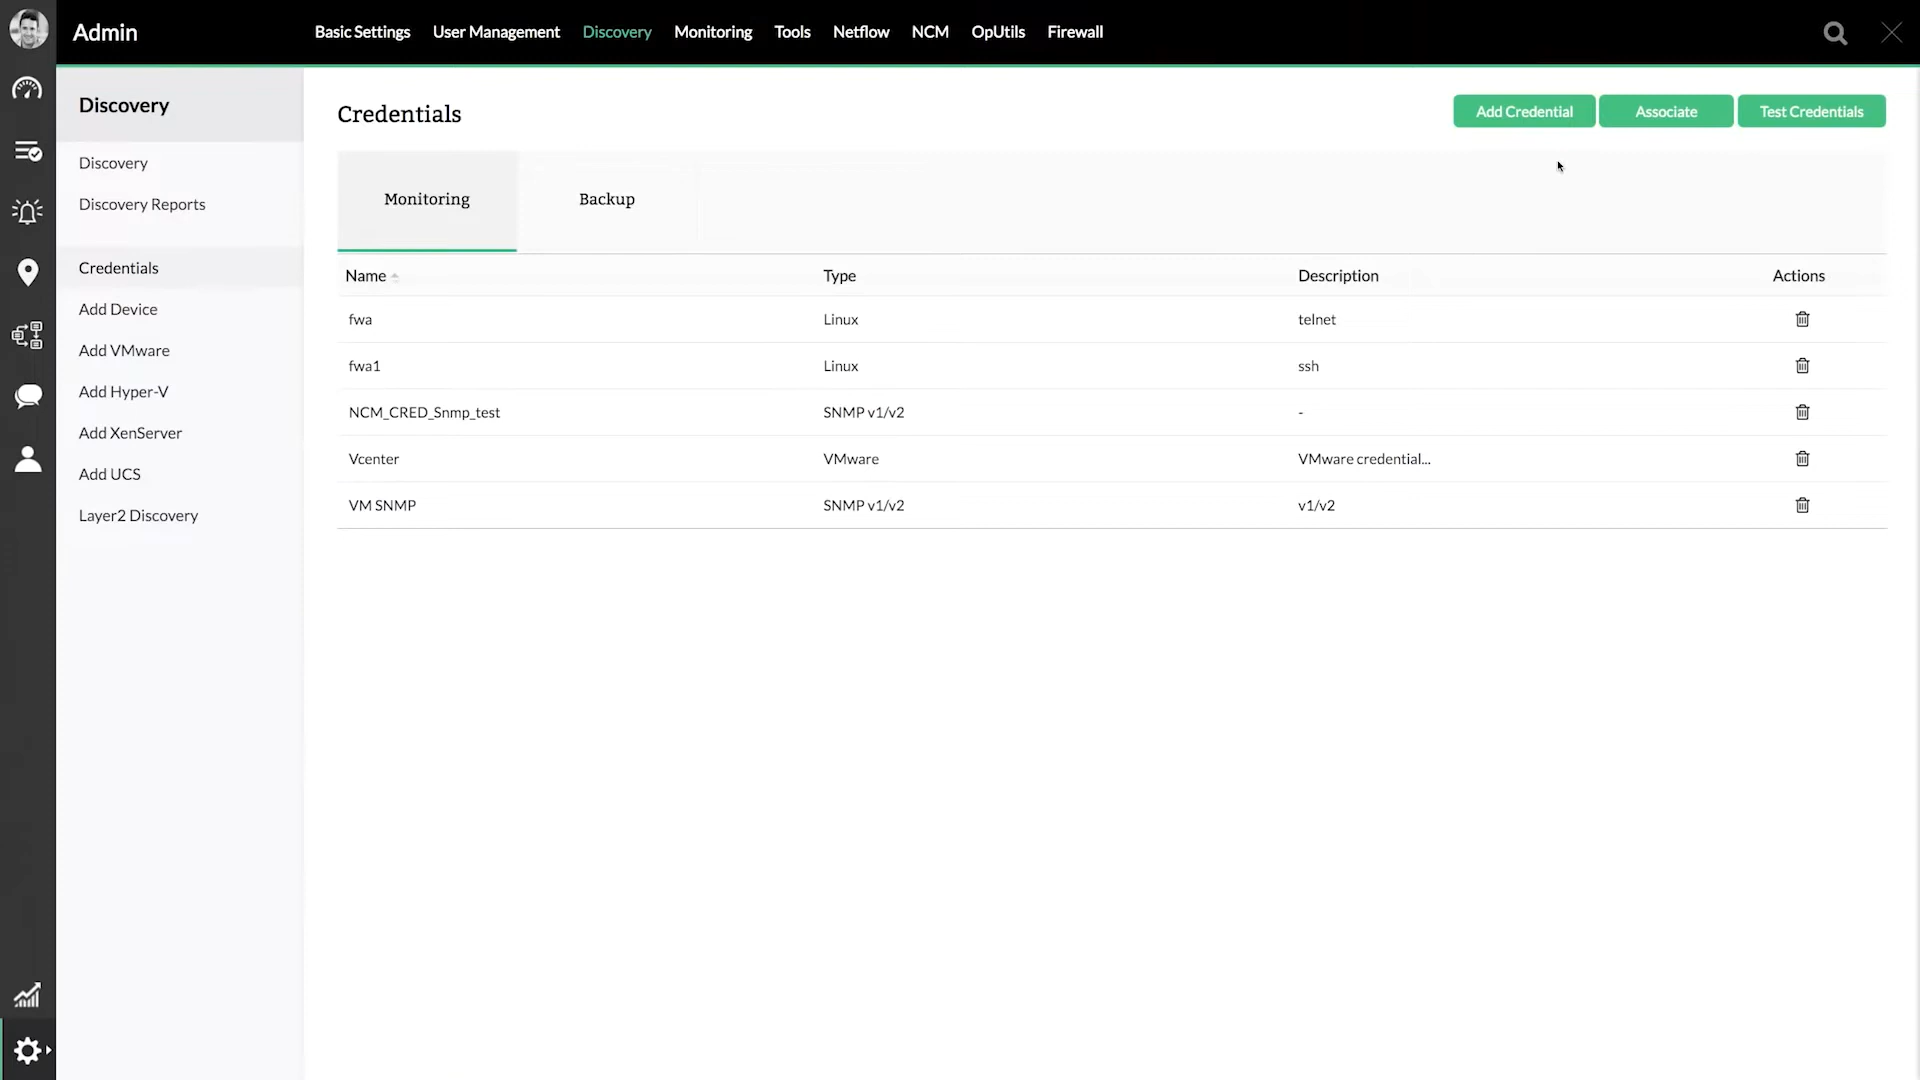 Admin
Basic Settings User Management Discovery Monitoring Tools Netflow NCM OpUtils Firewall
Discovery
Discovery
Discovery Reports
Credentials
Add Device
Add VMware
Add Hyper-V
Add XenServer
Add UCS
Layer2 Discovery
Credentials
Add Credential Associate Test Credentials
Monitoring Backup
Name Type Description Actions
fwa Linux telnet
fwa1 Linux ssh
NCM_CRED_Snmp_test SNMP v1/v2 -
Vcenter VMware VMware credential...
VM SNMP SNMP v1/v2 v1/v2